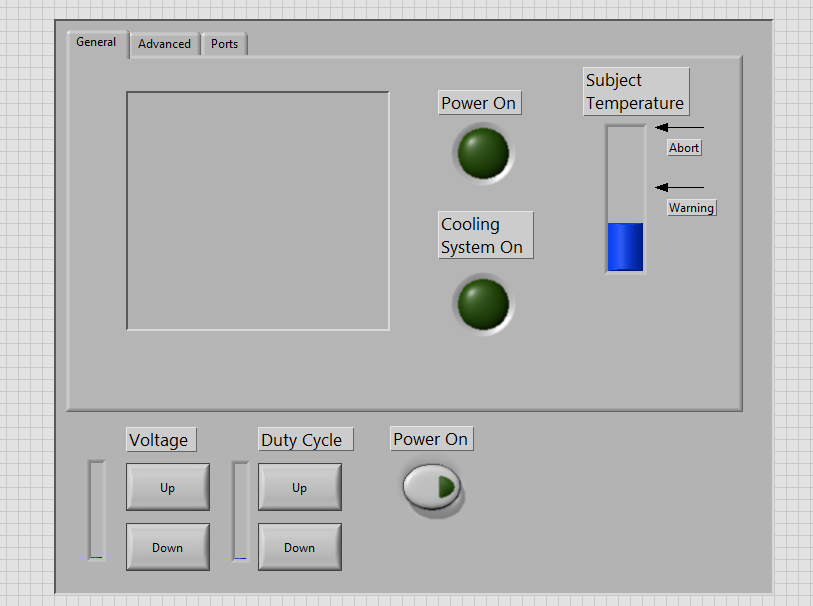 General
Advanced
Ports
Power On
Subject
Temperature
Abort
Warning
Cooling
System On
Voltage
Duty Cycle
Power On
Up
Up
Down
Down